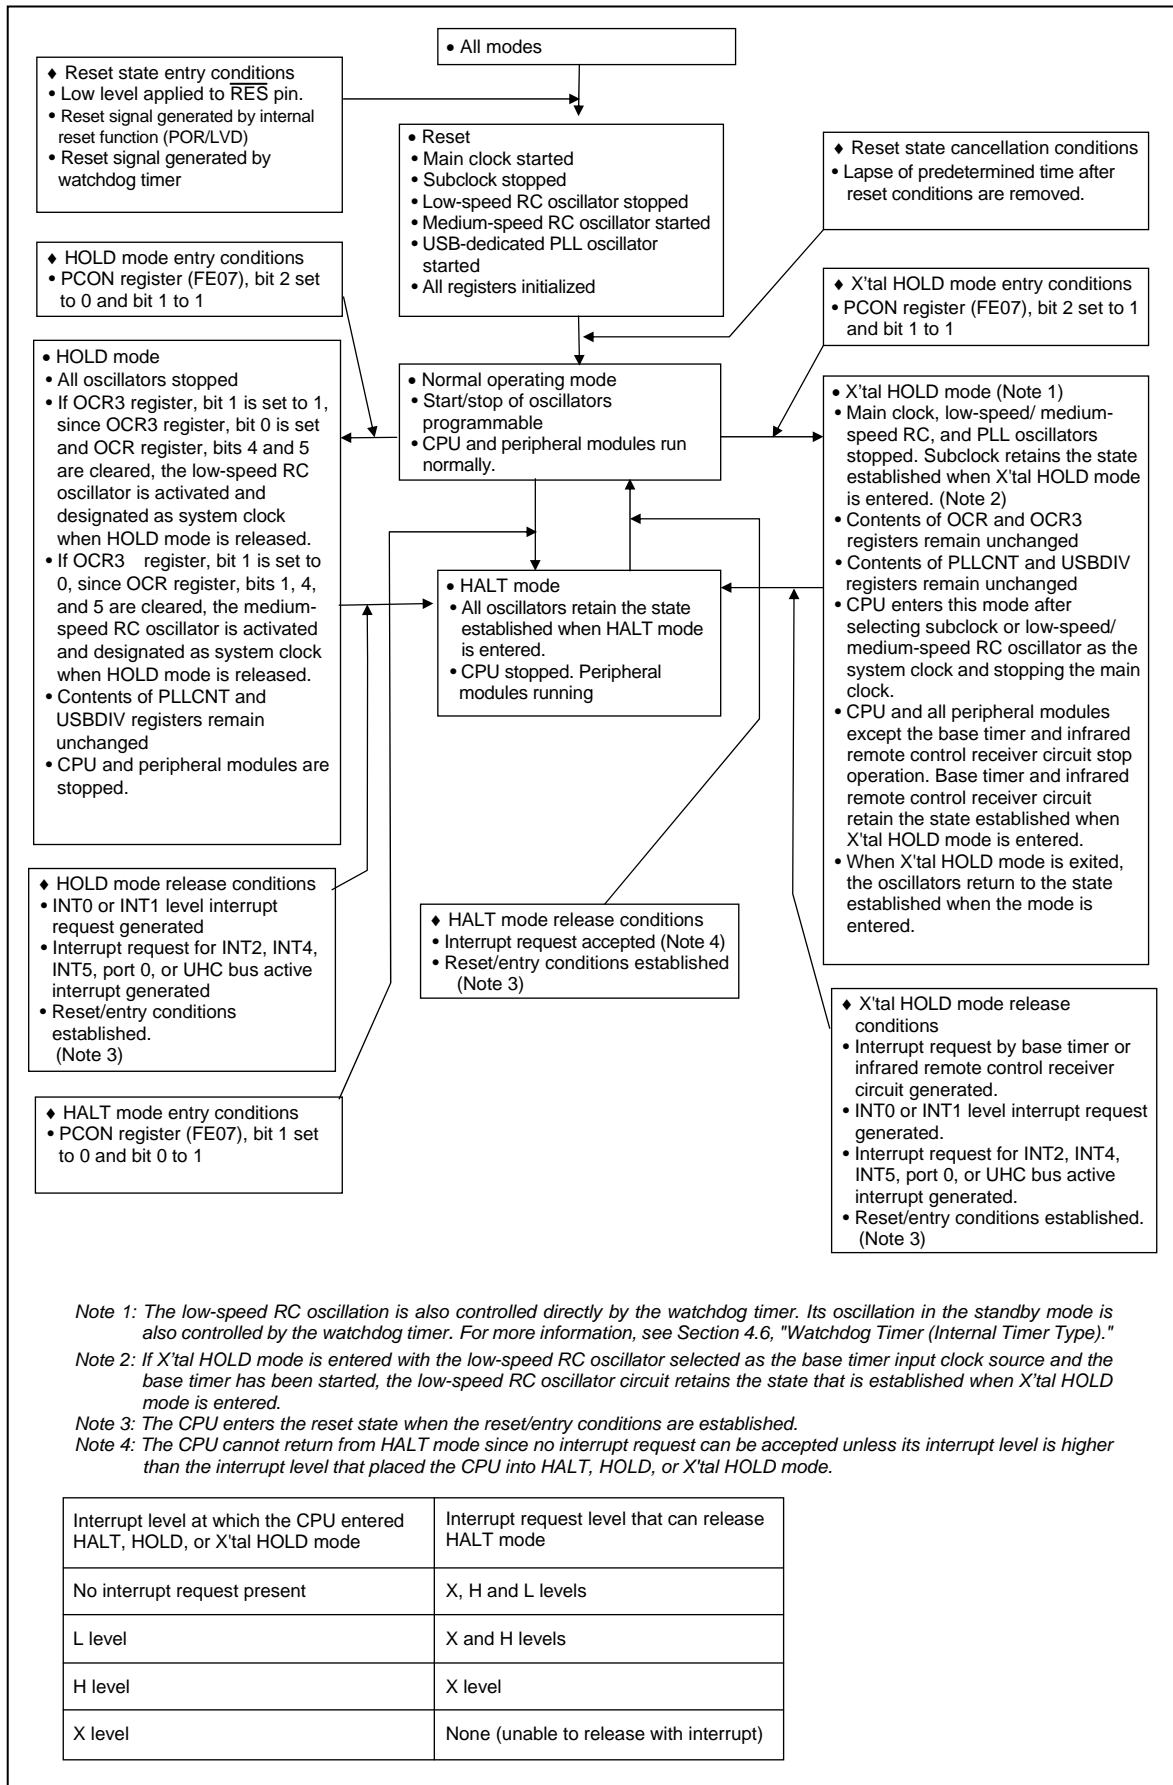 • All modes
♦ Reset state entry conditions
• Low level applied to RES pin.
• Reset signal generated by internal
reset function (POR/LVD)
• Reset signal generated by
watchdog timer
• Reset
• Main clock started
• Subclock stopped
• Low-speed RC oscillator stopped
• Medium-speed RC oscillator started
• USB-dedicated PLL oscillator
started
• All registers initialized
♦ Reset state cancellation conditions
• Lapse of predetermined time after
reset conditions are removed.
♦ HOLD mode entry conditions
• PCON register (FE07), bit 2 set
to 0 and bit 1 to 1
♦ X'tal HOLD mode entry conditions
• PCON register (FE07), bit 2 set to 1
and bit 1 to 1
• HOLD mode
• All oscillators stopped
• If OCR3 register, bit 1 is set to 1,
since OCR3 register, bit 0 is set
and OCR register, bits 4 and 5
are cleared, the low-speed RC
oscillator is activated and
designated as system clock
when HOLD mode is released.
• If OCR3 register, bit 1 is set to
0, since OCR register, bits 1, 4,
and 5 are cleared, the medium-
speed RC oscillator is activated
and designated as system clock
when HOLD mode is released.
• Contents of PLLCNT and
USBDIV registers remain
unchanged
• CPU and peripheral modules are
stopped.
• Normal operating mode
• Start/stop of oscillators
programmable
• CPU and peripheral modules run
normally.
• X'tal HOLD mode (Note 1)
• Main clock, low-speed/ medium-
speed RC, and PLL oscillators
stopped. Subclock retains the state
established when X'tal HOLD mode
is entered. (Note 2)
• Contents of OCR and OCR3
registers remain unchanged
• Contents of PLLCNT and USBDIV
registers remain unchanged
• CPU enters this mode after
selecting subclock or low-speed/
medium-speed RC oscillator as the
system clock and stopping the main
clock.
• CPU and all peripheral modules
except the base timer and infrared
remote control receiver circuit stop
operation. Base timer and infrared
remote control receiver circuit
retain the state established when
X'tal HOLD mode is entered.
• When X'tal HOLD mode is exited,
the oscillators return to the state
established when the mode is
entered.
• HALT mode
• All oscillators retain the state
established when HALT mode
is entered.
• CPU stopped. Peripheral
modules running
♦ HOLD mode release conditions
• INT0 or INT1 level interrupt
request generated
• Interrupt request for INT2, INT4,
INT5, port 0, or UHC bus active
interrupt generated
• Reset/entry conditions
established.
(Note 3)
♦ HALT mode release conditions
• Interrupt request accepted (Note 4)
• Reset/entry conditions established
(Note 3)
♦ X'tal HOLD mode release
conditions
• Interrupt request by base timer or
infrared remote control receiver
circuit generated.
• INT0 or INT1 level interrupt request
generated.
• Interrupt request for INT2, INT4,
INT5, port 0, or UHC bus active
interrupt generated.
• Reset/entry conditions established.
(Note 3)
♦ HALT mode entry conditions
• PCON register (FE07), bit 1 set
to 0 and bit 0 to 1
Note 1: The low-speed RC oscillation is also controlled directly by the watchdog timer. Its oscillation in the standby mode is
also controlled by the watchdog timer. For more information, see Section 4.6, "Watchdog Timer (Internal Timer Type)."
Note 2: If X'tal HOLD mode is entered with the low-speed RC oscillator selected as the base timer input clock source and the
base timer has been started, the low-speed RC oscillator circuit retains the state that is established when X'tal HOLD
mode is entered.
Note 3: The CPU enters the reset state when the reset/entry conditions are established.
Note 4: The CPU cannot return from HALT mode since no interrupt request can be accepted unless its interrupt level is higher
than the interrupt level that placed the CPU into HALT, HOLD, or X'tal HOLD mode.
Interrupt level at which the CPU entered
HALT, HOLD, or X'tal HOLD mode
Interrupt request level that can release
HALT mode
No interrupt request present
X, H and L levels
L level
X and H levels
H level
X level
X level
None (unable to release with interrupt)